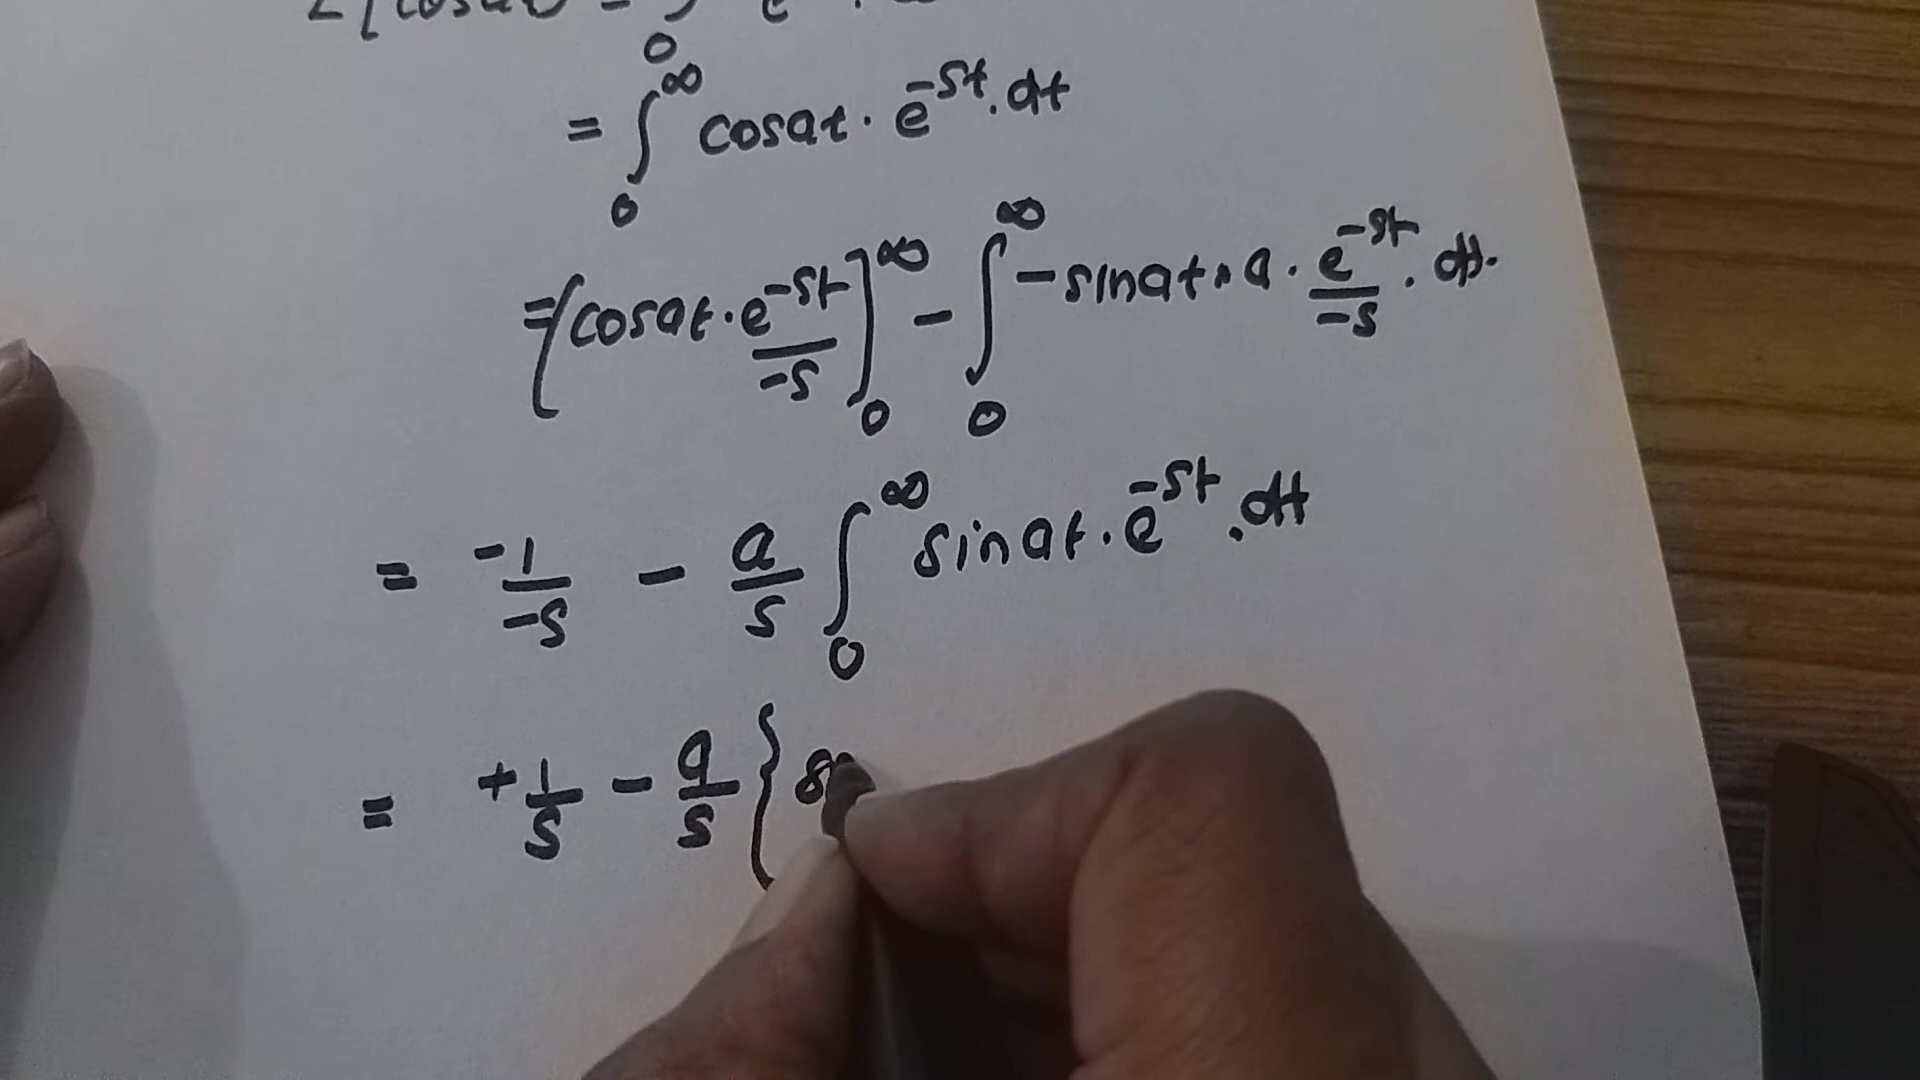 = ∫₀^∞ cosat · e^-st . dt
= [cosat · e^-st/-s]₀^∞ - ∫₀^∞ -sinat × a · e^-st/-s . dt.
= -1/-s - a/s ∫₀^∞ sinat · e^-st . dt
= +1/s - a/s {